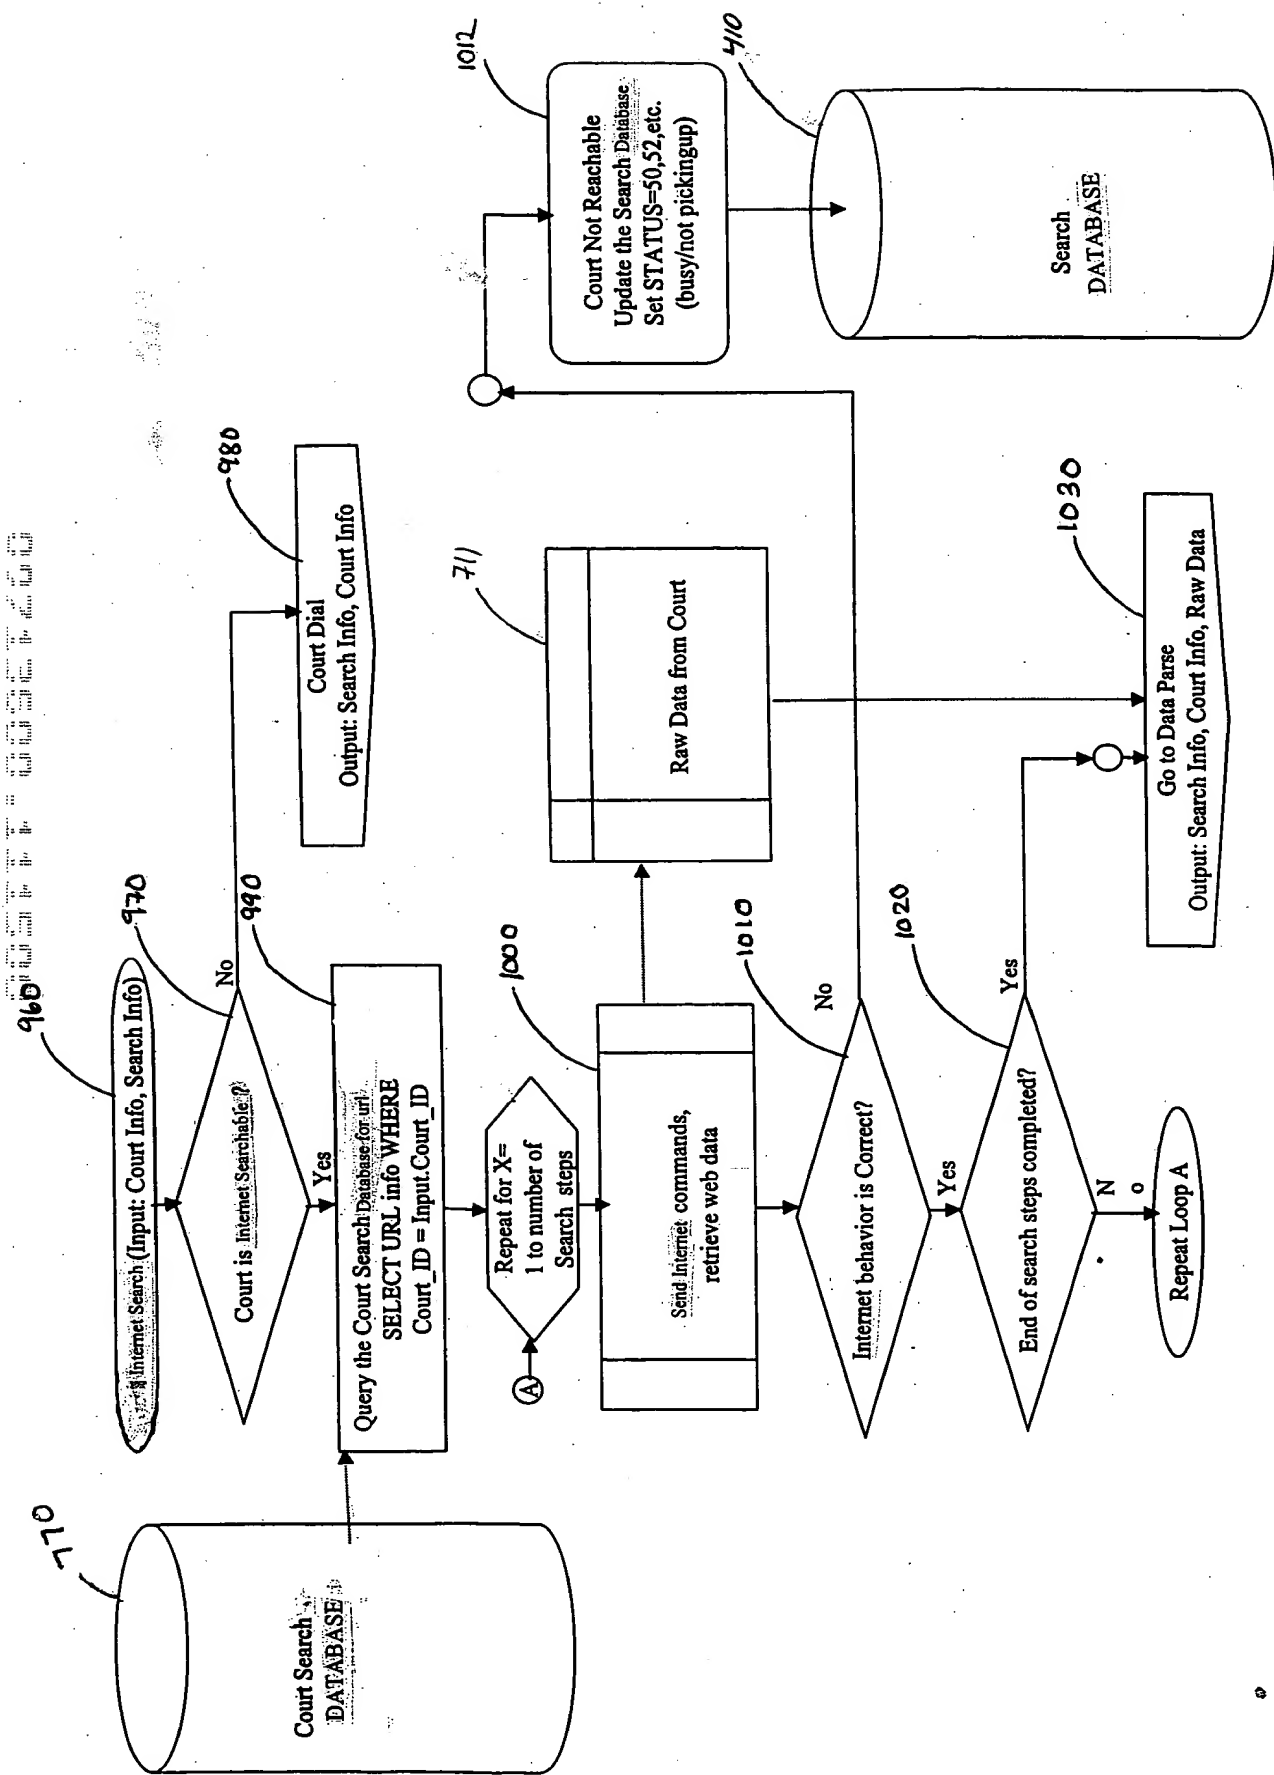 960
Internet Search (Input: Court Info, Search Info)
970
Court is Internet Searchable?
No
Yes
980
Court Dial
Output: Search Info, Court Info
770
Court Search
DATABASE
990
Query the Court Search Database for url
SELECT URL info WHERE
Court_ID = Input.Court_ID
A
Repeat for X=
1 to number of
Search steps
1000
Send Internet commands,
retrieve web data
711
Raw Data from Court
1010
Internet behavior is Correct?
No
Yes
1012
Court Not Reachable
Update the Search Database
Set STATUS=50,52,etc.
(busy/not pickingup)
410
Search
DATABASE
1020
End of search steps completed?
Yes
N
o
1030
Go to Data Parse
Output: Search Info, Court Info, Raw Data
Repeat Loop A